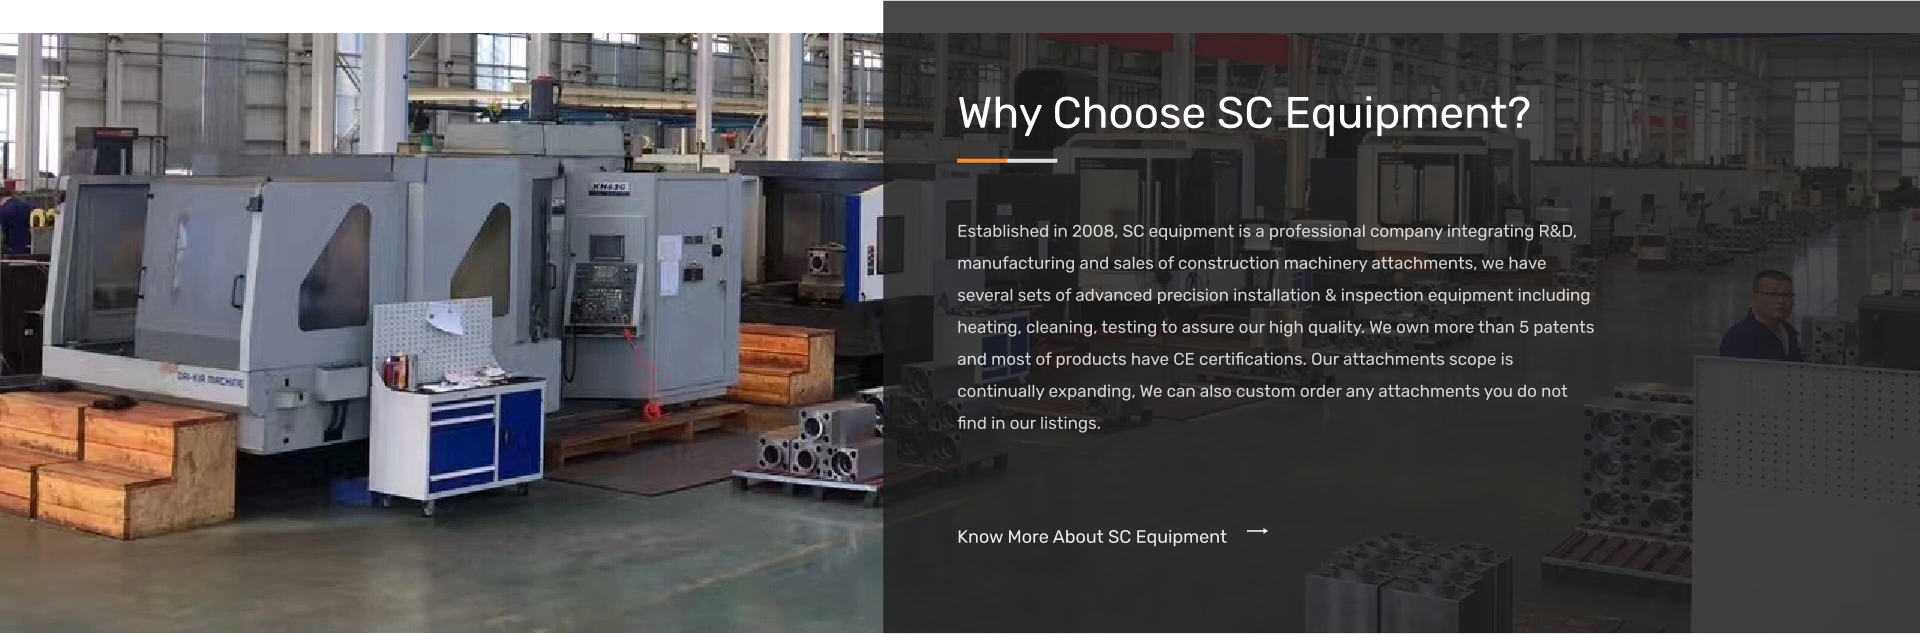 Why Choose SC Equipment?
Established in 2008, SC equipment is a professional company integrating R&D,
manufacturing and sales of construction machinery attachments, we have
several sets of advanced precision installation & inspection equipment including
heating, cleaning, testing to assure our high quality. We own more than 5 patents
and most of products have CE certifications. Our attachments scope is
continually expanding, We can also custom order any attachments you do not
find in our listings.
Know More About SC Equipment